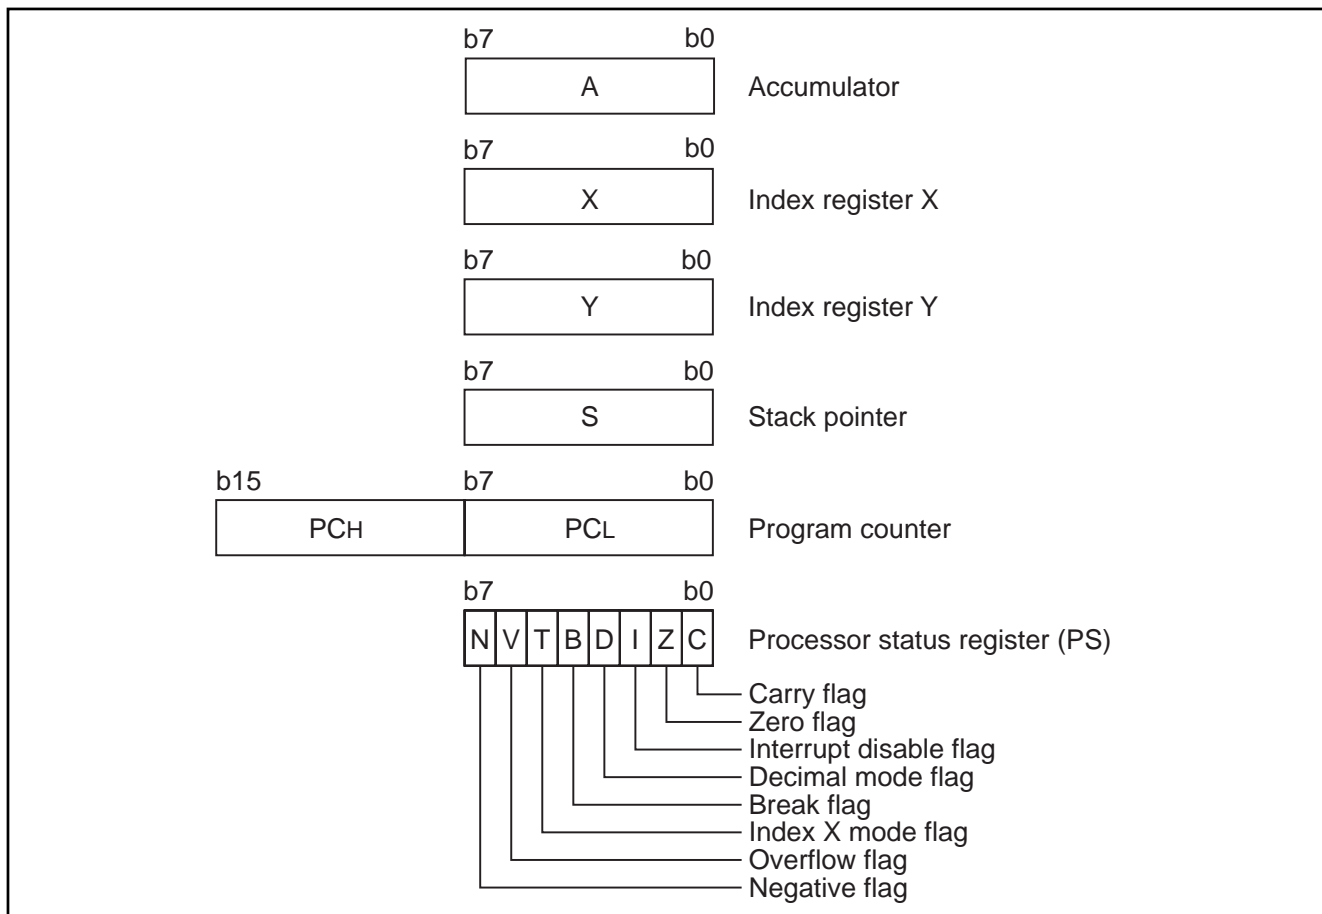 b7 b0
A Accumulator
b7 b0
X Index register X
b7 b0
Y Index register Y
b7 b0
S Stack pointer
b15 b7 b0
PCH PCL Program counter
b7 b0
N V T B D I Z C Processor status register (PS)
Carry flag
Zero flag
Interrupt disable flag
Decimal mode flag
Break flag
Index X mode flag
Overflow flag
Negative flag